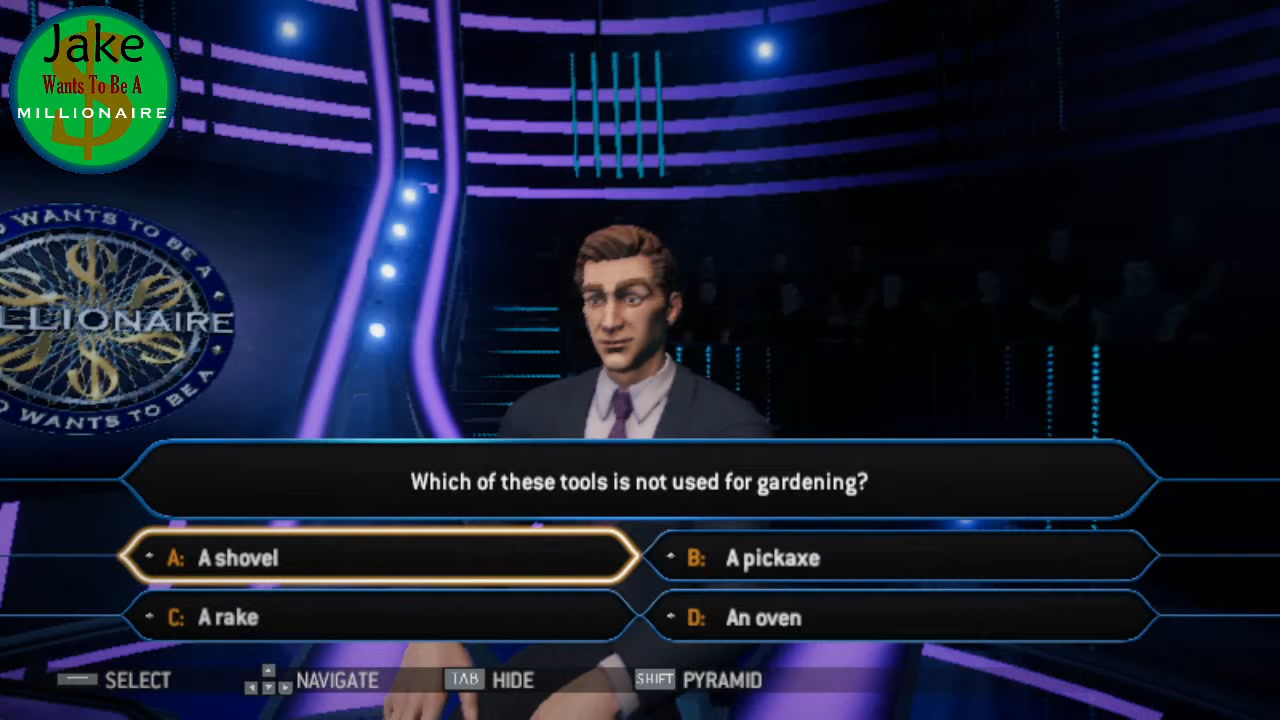 Jake
Wants To Be A
MILLIONAIRE
WANTS TO BE A
LLIONAIRE
O WANTS TO BE A
Which of these tools is not used for gardening?
A: A shovel
B: A pickaxe
C: A rake
D: An oven
SELECT
NAVIGATE
TAB HIDE
SHIFT PYRAMID